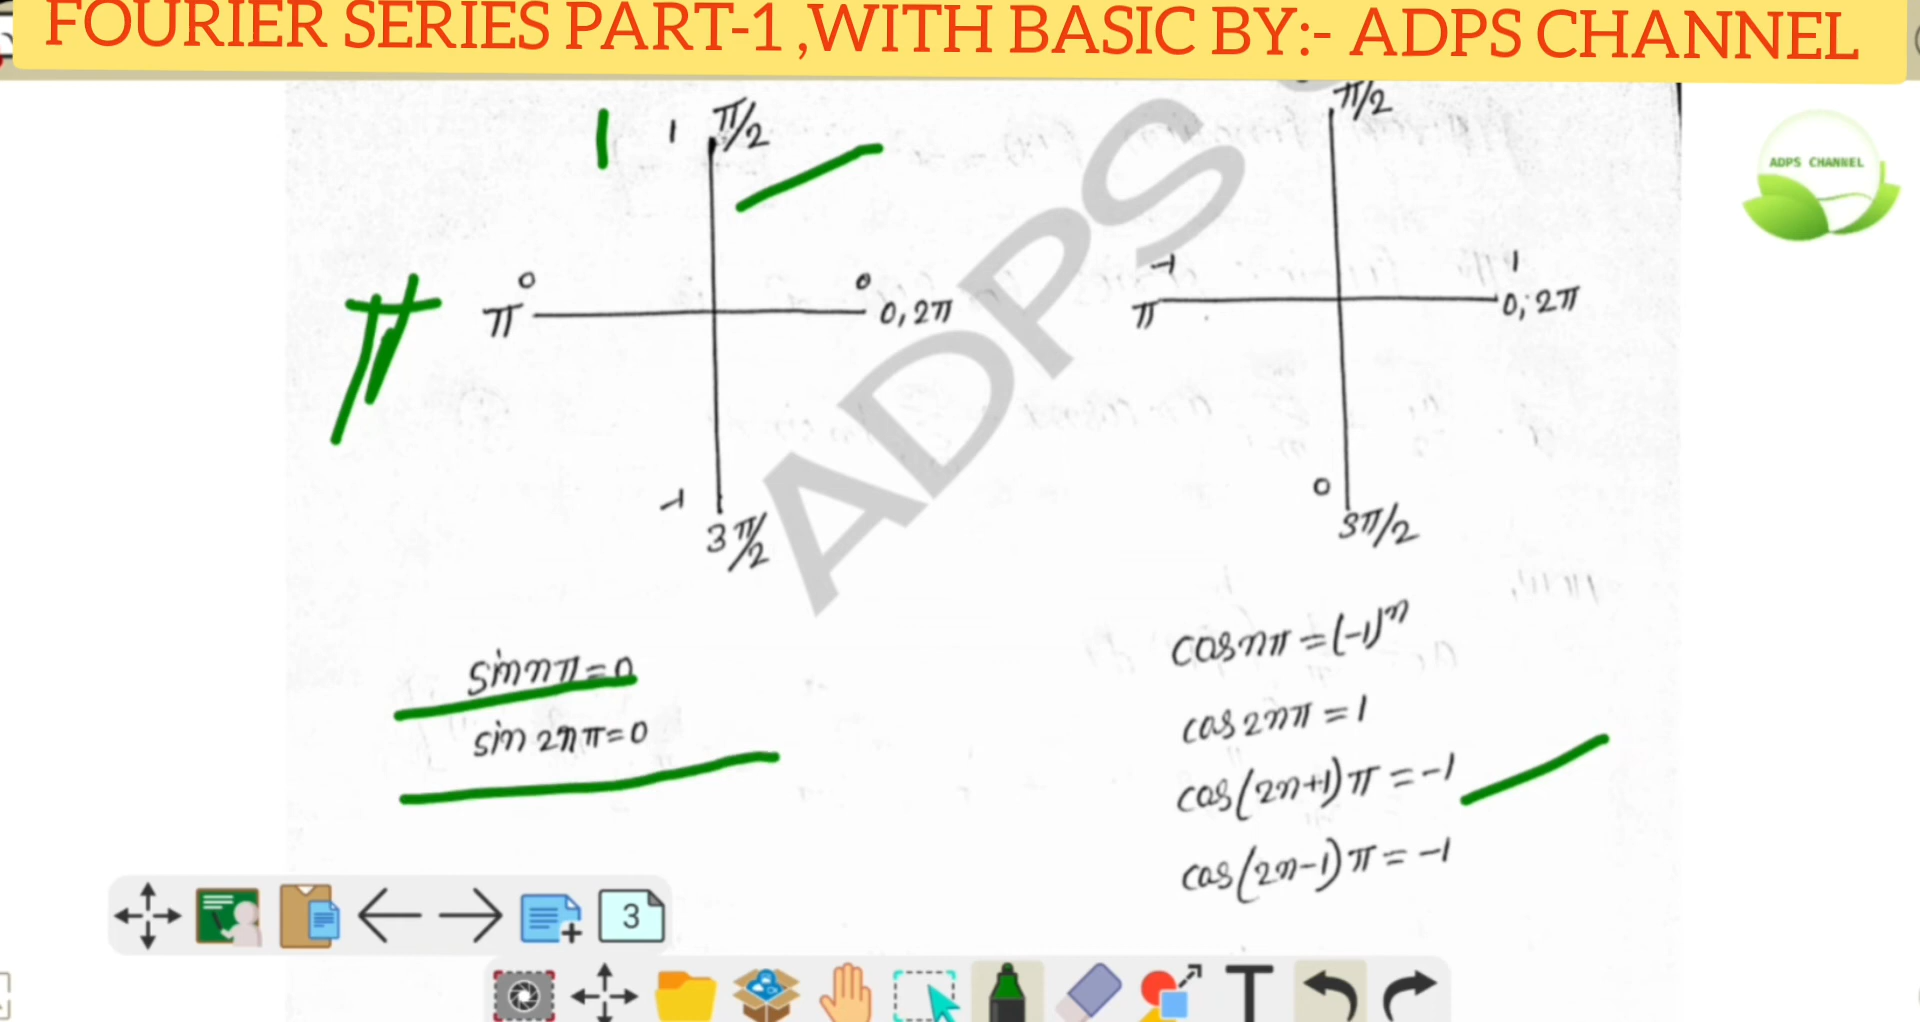 FOURIER SERIES PART-1 ,WITH BASIC BY:- ADPS CHANNEL
ADPS CHANNEL
ADPS
1
1 π/2
0
π
0
0, 2π
-1
3π/2
π
π/2
-1
π
1
0, 2π
0
3π/2
sin nπ = 0
sin 2nπ = 0
cos nπ = (-1)ⁿ
cos 2nπ = 1
cos(2n+1)π = -1
cos(2n-1)π = -1
3